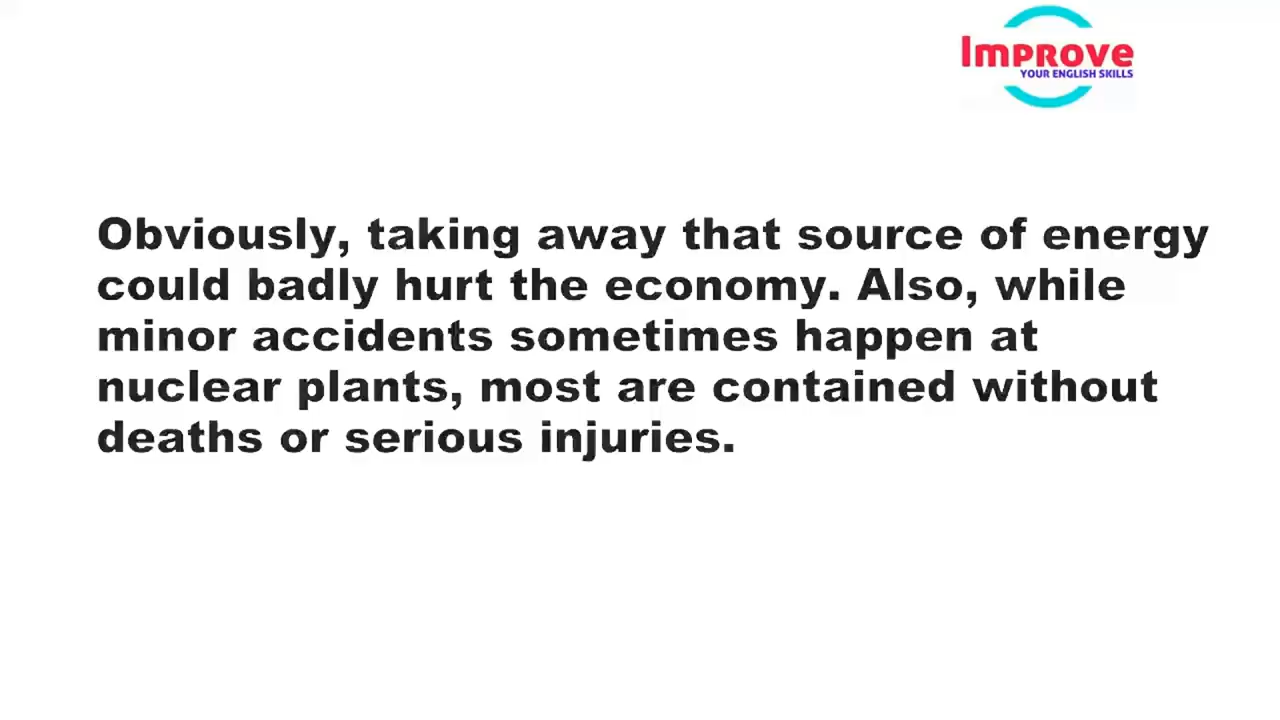 Improve
YOUR ENGLISH SKILLS
Obviously, taking away that source of energy
could badly hurt the economy. Also, while
minor accidents sometimes happen at
nuclear plants, most are contained without
deaths or serious injuries.